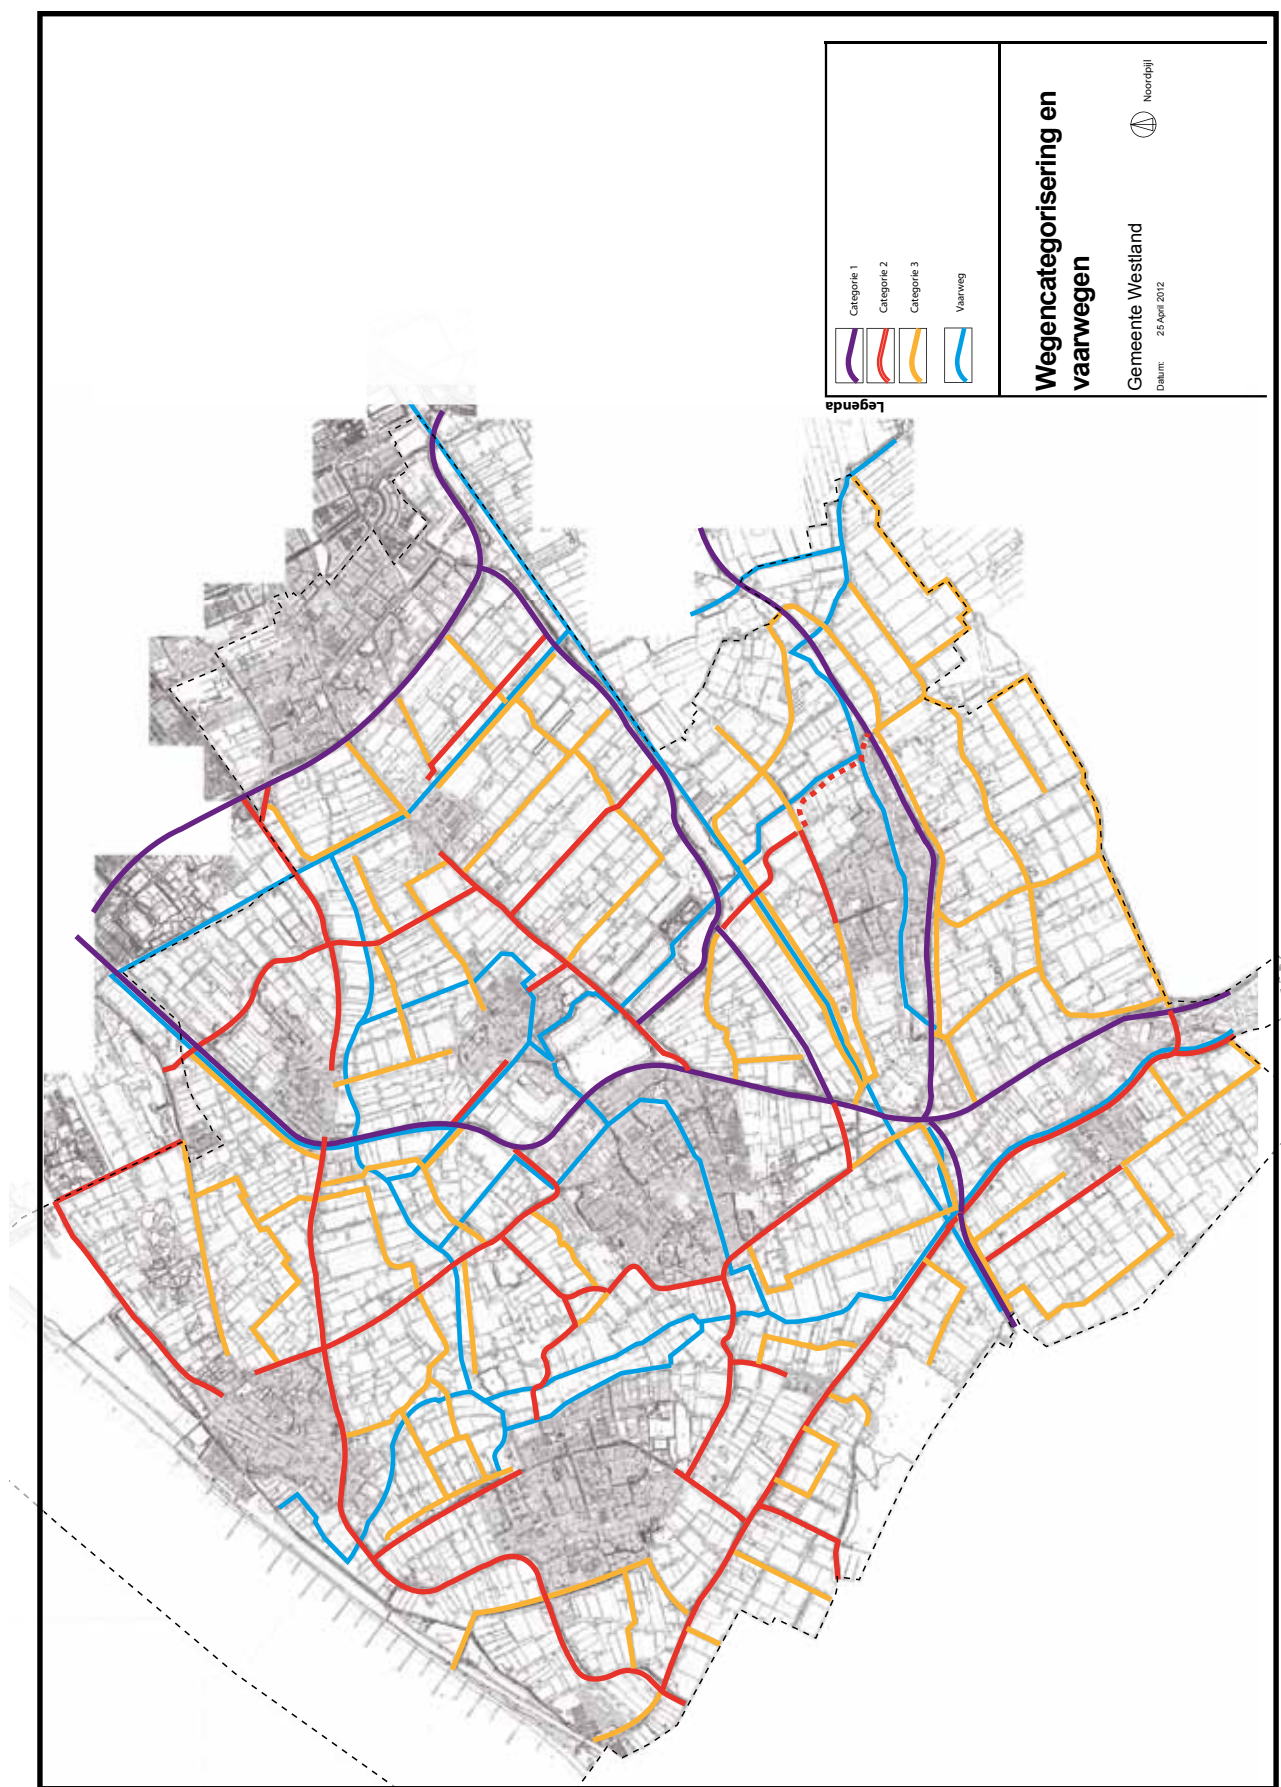 Wegencategorisering en
vaarwegen
Gemeente Westland
Datum: 25 April 2012
Noordpijl
Legenda
Categorie 1
Categorie 2
Categorie 3
Vaarweg